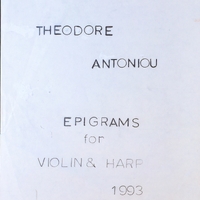 THEODORE
ANTONIOU
EPIGRAMS
for
VIOLIN & HARP
1993